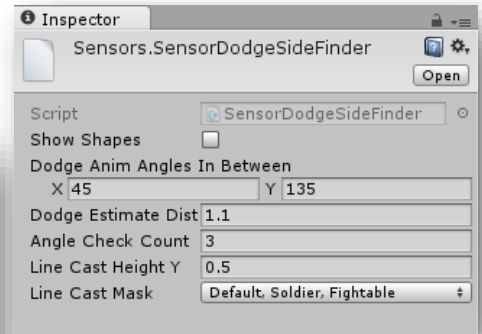 Inspector
Sensors.SensorDodgeSideFinder
Open
Script SensorDodgeSideFinder
Show Shapes
Dodge Anim Angles In Between
X 45 Y 135
Dodge Estimate Dist 1.1
Angle Check Count 3
Line Cast Height Y 0.5
Line Cast Mask Default, Soldier, Fightable